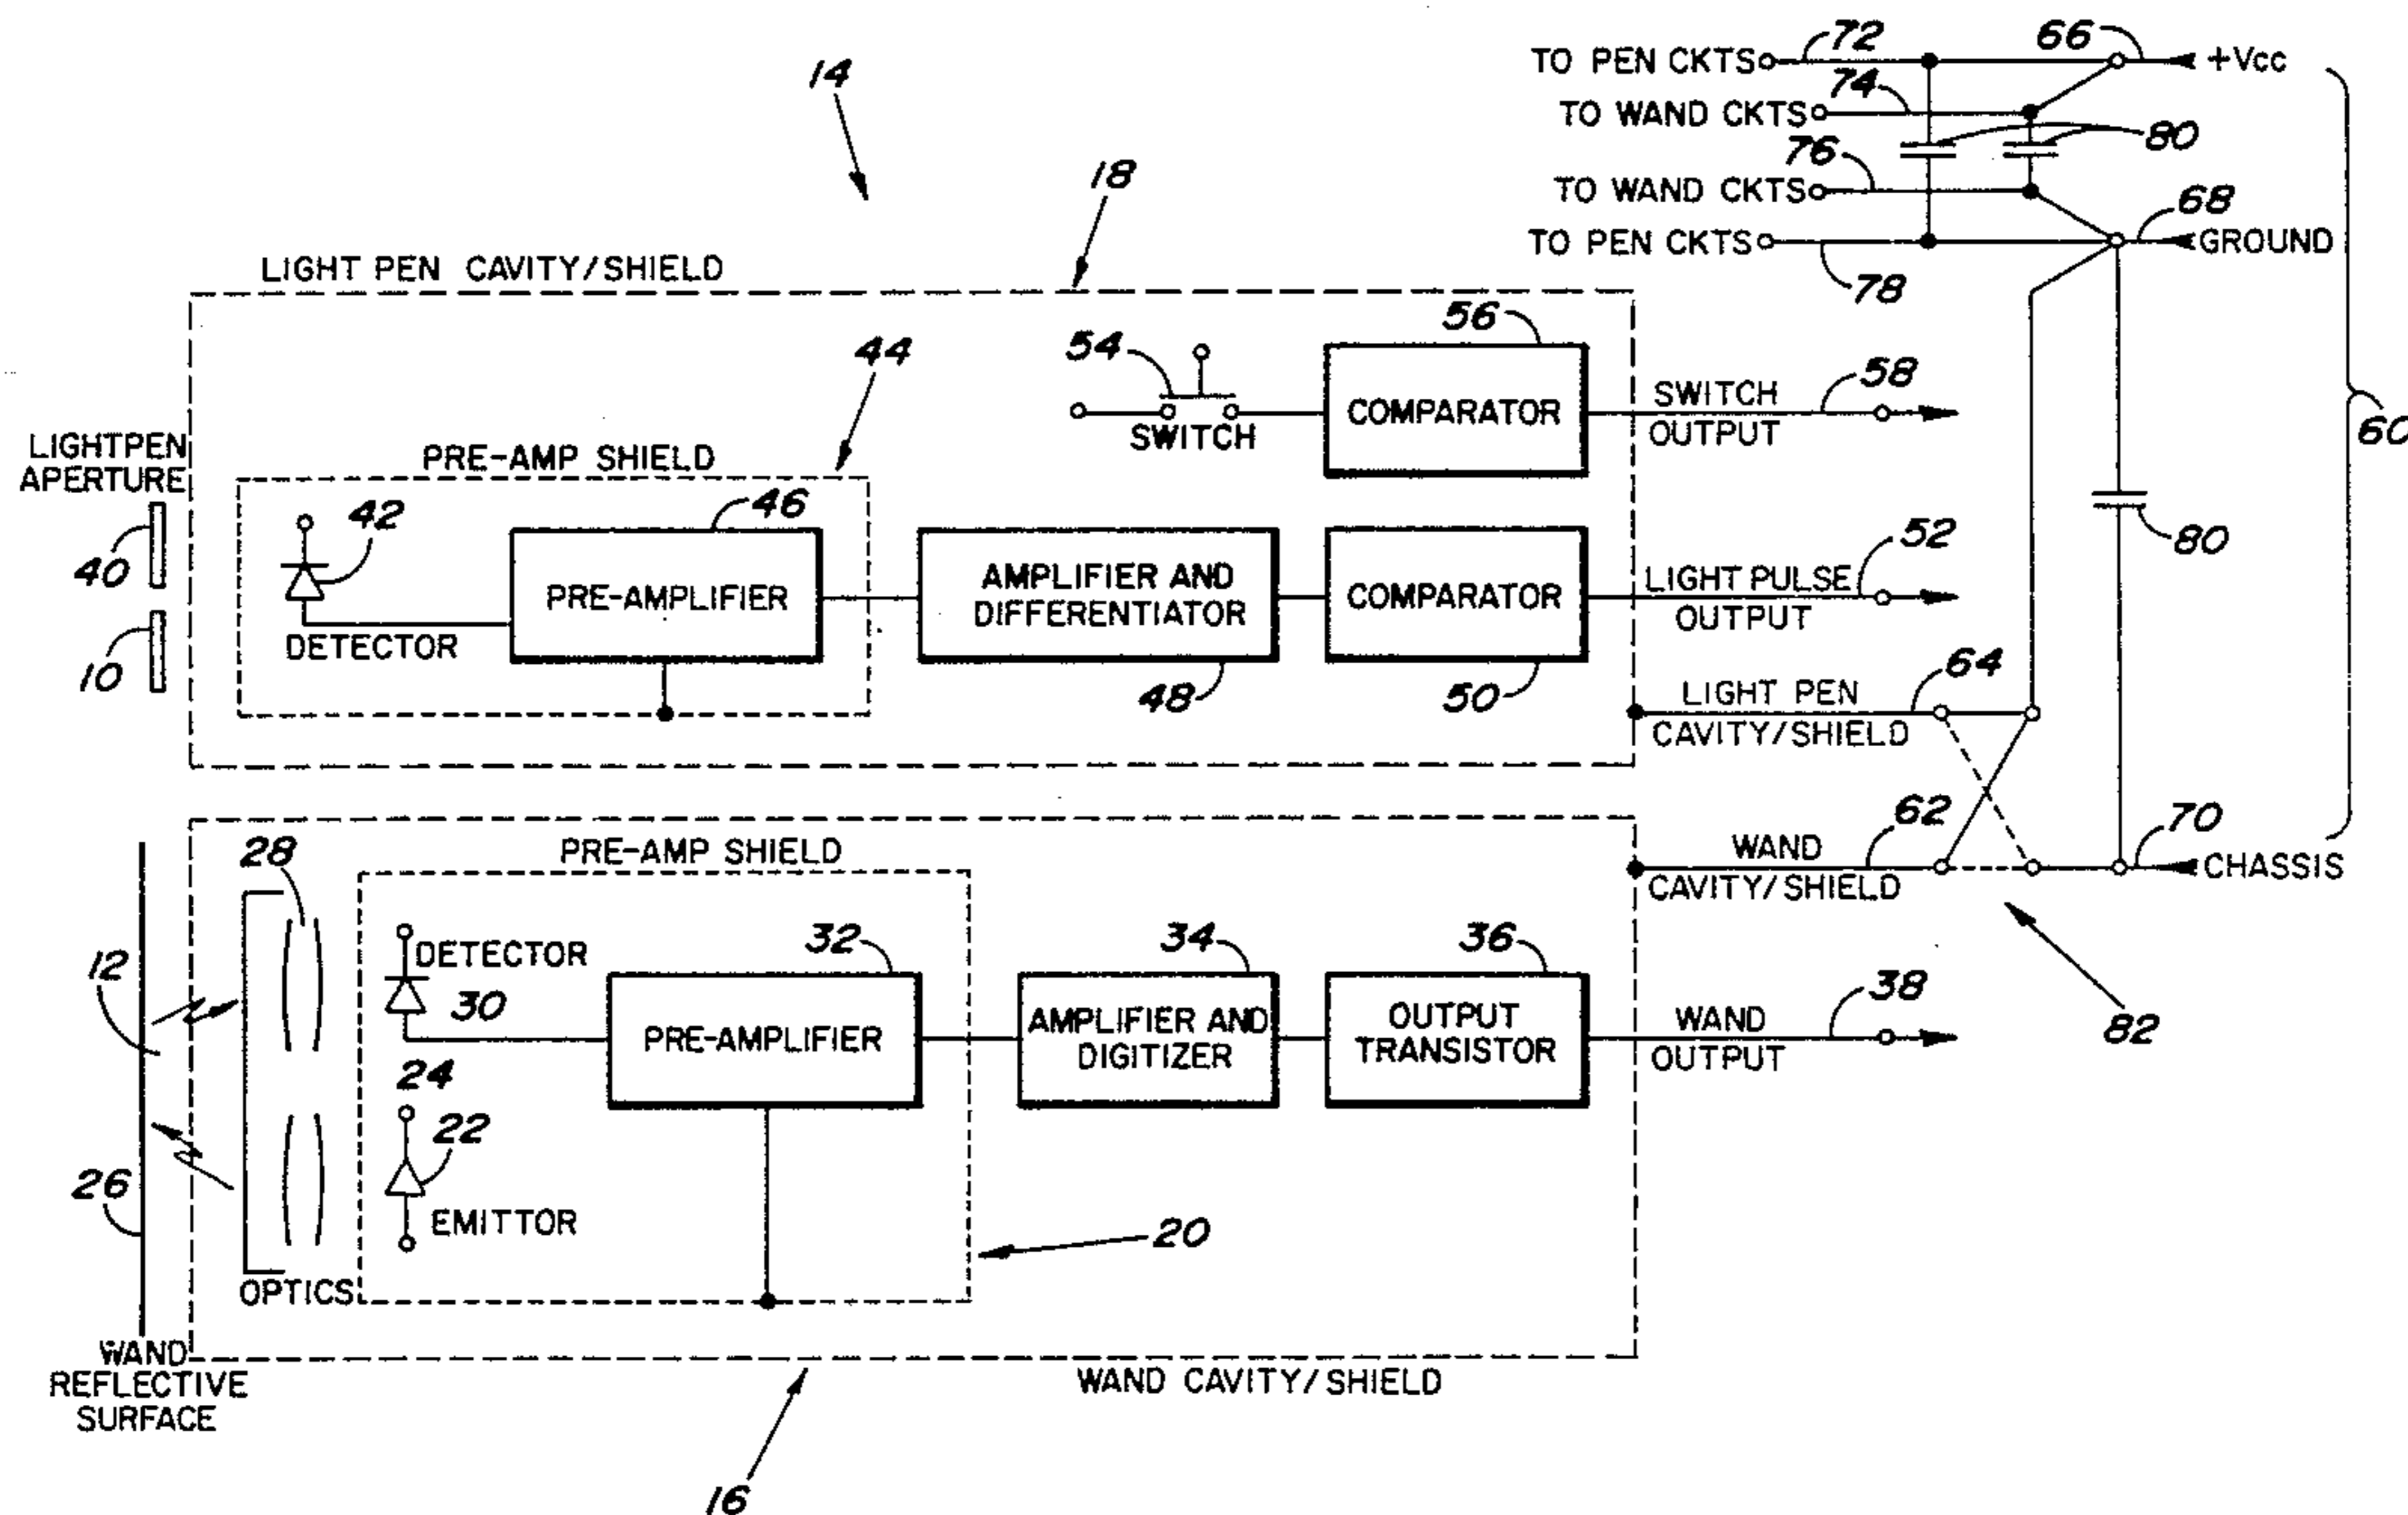 72
66
TO PEN CKTS
+Vcc
14
74
TO WAND CKTS
80
76
18
TO WAND CKTS
68
TO PEN CKTS
GROUND
LIGHT PEN CAVITY/SHIELD
78
56
44
54
58
SWITCH
OUTPUT
COMPARATOR
60
LIGHTPEN
APERTURE
SWITCH
PRE-AMP SHIELD
46
42
52
80
40
AMPLIFIER AND
DIFFERENTIATOR
PRE-AMPLIFIER
COMPARATOR
LIGHT PULSE
OUTPUT
DETECTOR
10
48
50
64
LIGHT PEN
CAVITY/SHIELD
62
70
28
PRE-AMP SHIELD
WAND
CAVITY/SHIELD
CHASSIS
32
34
36
12
DETECTOR
30
38
PRE-AMPLIFIER
AMPLIFIER AND
DIGITIZER
OUTPUT
TRANSISTOR
WAND
OUTPUT
82
24
22
26
EMITTOR
20
OPTICS
WAND
REFLECTIVE
SURFACE
WAND CAVITY/SHIELD
16